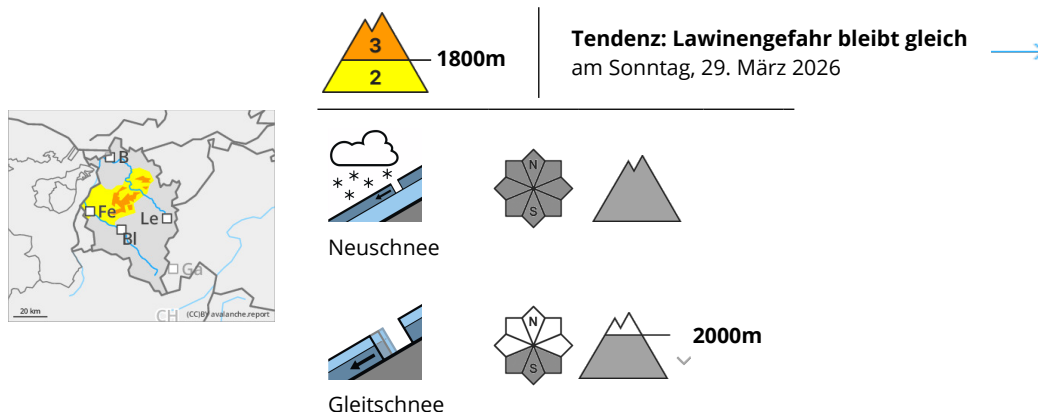 3
2
1800m
Tendenz: Lawinengefahr bleibt gleich
am Sonntag, 29. März 2026
B
Fe
Le
Bl
Ga
CH
20 km
(CC)BY avalanche.report
N
S
Neuschnee
N
S
2000m
Gleitschnee